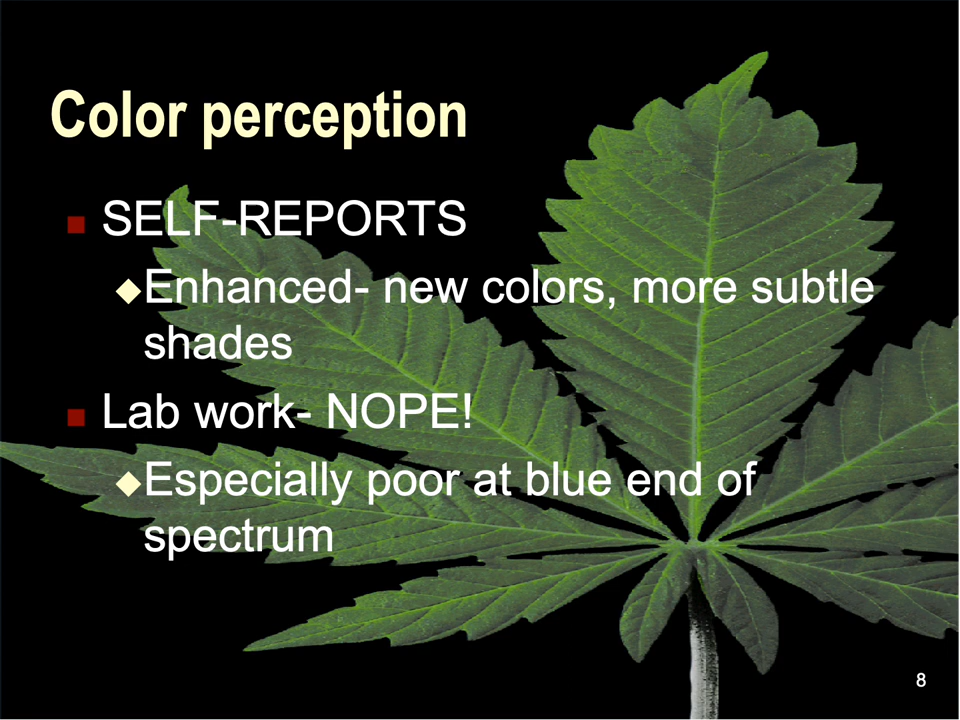 Color perception
SELF-REPORTS
Enhanced- new colors, more subtle
shades
Lab work- NOPE!
Especially poor at blue end of
spectrum
8